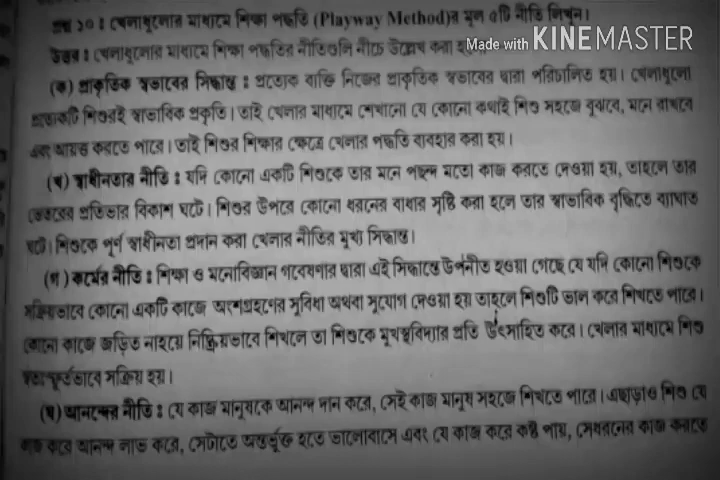 প্রশ্ন ১০ : খেলাধুলোর মাধ্যমে শিক্ষা পদ্ধতি (Playway Method)র মূল ৫টি নীতি লিখুন।
Made with KINEMASTER
উত্তর : খেলাধুলোর মাধ্যমে শিক্ষা পদ্ধতির নীতিগুলি নীচে উল্লেখ করা
(ক) প্রাকৃতিক স্বভাবের সিদ্ধান্ত : প্রত্যেক ব্যক্তি নিজের প্রাকৃতিক স্বভাবের দ্বারা পরিচালিত হয়। খেলাধুলো
প্রত্যেকটি শিশুরই স্বাভাবিক প্রকৃতি। তাই খেলার মাধ্যমে শেখানো যে কোনো কথাই শিশু সহজে বুঝবে, মনে রাখবে
এবং আয়ত্ত করতে পারে। তাই শিশুর শিক্ষার ক্ষেত্রে খেলার পদ্ধতি ব্যবহার করা হয়।
(খ) স্বাধীনতার নীতি : যদি কোনো একটি শিশুকে তার মনে পছন্দ মতো কাজ করতে দেওয়া হয়, তাহলে তার
ভেতরের প্রতিভার বিকাশ ঘটে। শিশুর উপরে কোনো ধরনের বাধার সৃষ্টি করা হলে তার স্বাভাবিক বৃদ্ধিতে ব্যাঘাত
ঘটে। শিশুকে পূর্ণ স্বাধীনতা প্রদান করা খেলার নীতির মুখ্য সিদ্ধান্ত।
(গ) কর্মের নীতি : শিক্ষা ও মনোবিজ্ঞান গবেষণার দ্বারা এই সিদ্ধান্তে উপনীত হওয়া গেছে যে যদি কোনো শিশুকে
সক্রিয়ভাবে কোনো একটি কাজে অংশগ্রহণের সুবিধা অথবা সুযোগ দেওয়া হয় তাহলে শিশুটি ভাল করে শিখতে পারে।
কোনো কাজে জড়িত নাহয়ে নিষ্ক্রিয়ভাবে শিখলে তা শিশুকে মুখস্থবিদ্যার প্রতি উৎসাহিত করে। খেলার মাধ্যমে শিশু
স্বতঃস্ফূর্তভাবে সক্রিয় হয়।
(ঘ) আনন্দের নীতি : যে কাজ মানুষকে আনন্দ দান করে, সেই কাজ মানুষ সহজে শিখতে পারে। এছাড়াও শিশু যে
কাজ করে আনন্দ লাভ করে, সেটাতে অন্তর্ভুক্ত হতে ভালোবাসে এবং যে কাজ করে কষ্ট পায়, সেধরনের কাজ করতে